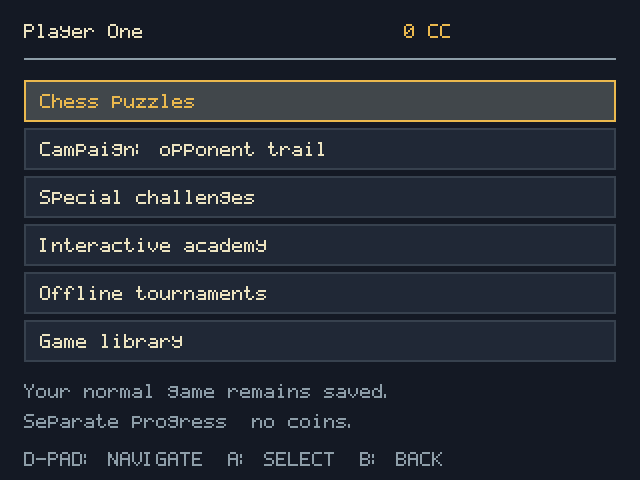 Player One 0 CC
Chess Puzzles
Campaign: opponent trail
Special challenges
Interactive academy
Offline tournaments
Game library
Your normal game remains saved.
Separate progress no coins.
D-PAD: NAVIGATE A: SELECT B: BACK